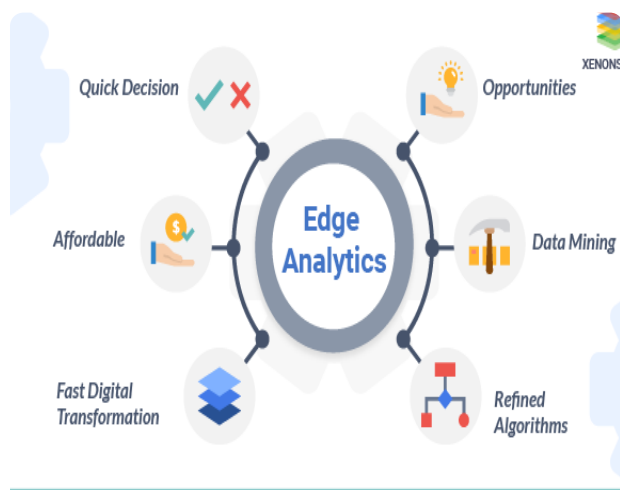 XENONS
Quick Decision
Opportunities
Edge
Analytics
Affordable
Data Mining
Fast Digital
Transformation
Refined
Algorithms